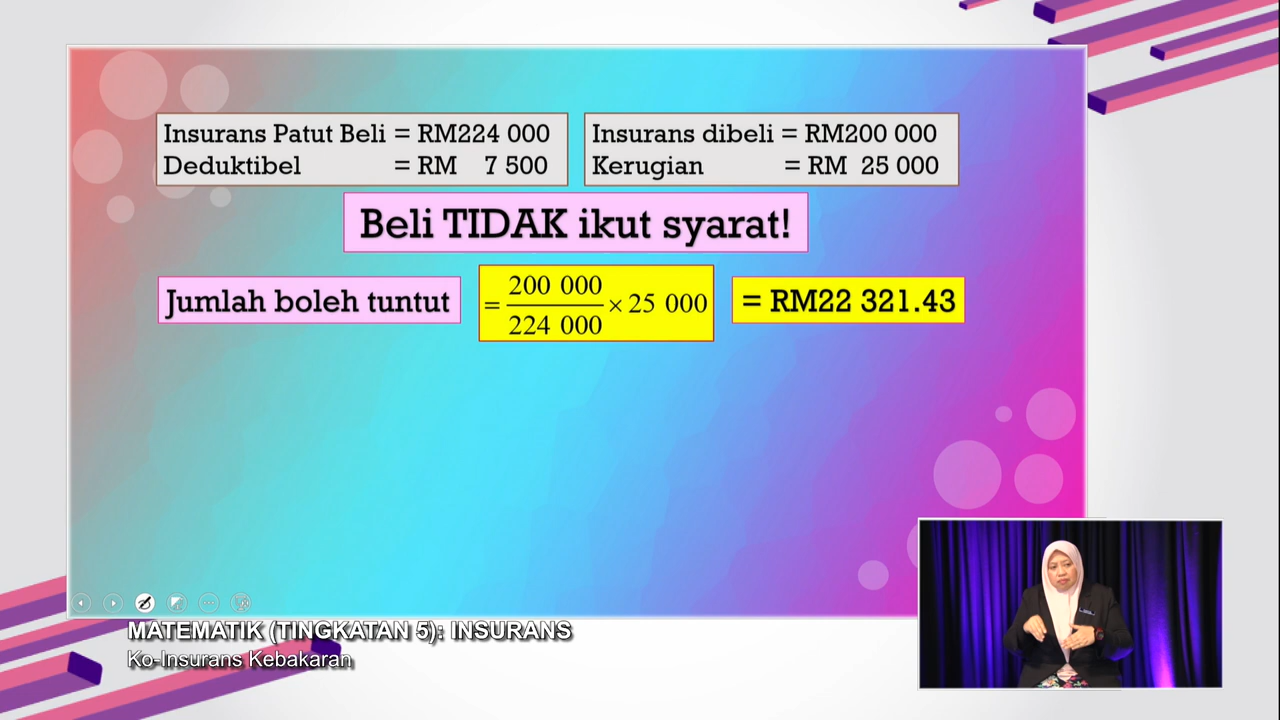 Insurans Patut Beli = RM224 000
Deduktibel = RM 7 500
Insurans dibeli = RM200 000
Kerugian = RM 25 000
Beli TIDAK ikut syarat!
Jumlah boleh tuntut
= 200 000 / 224 000 × 25 000
= RM22 321.43
MATEMATIK (TINGKATAN 5): INSURANS
Ko-Insurans Kebakaran